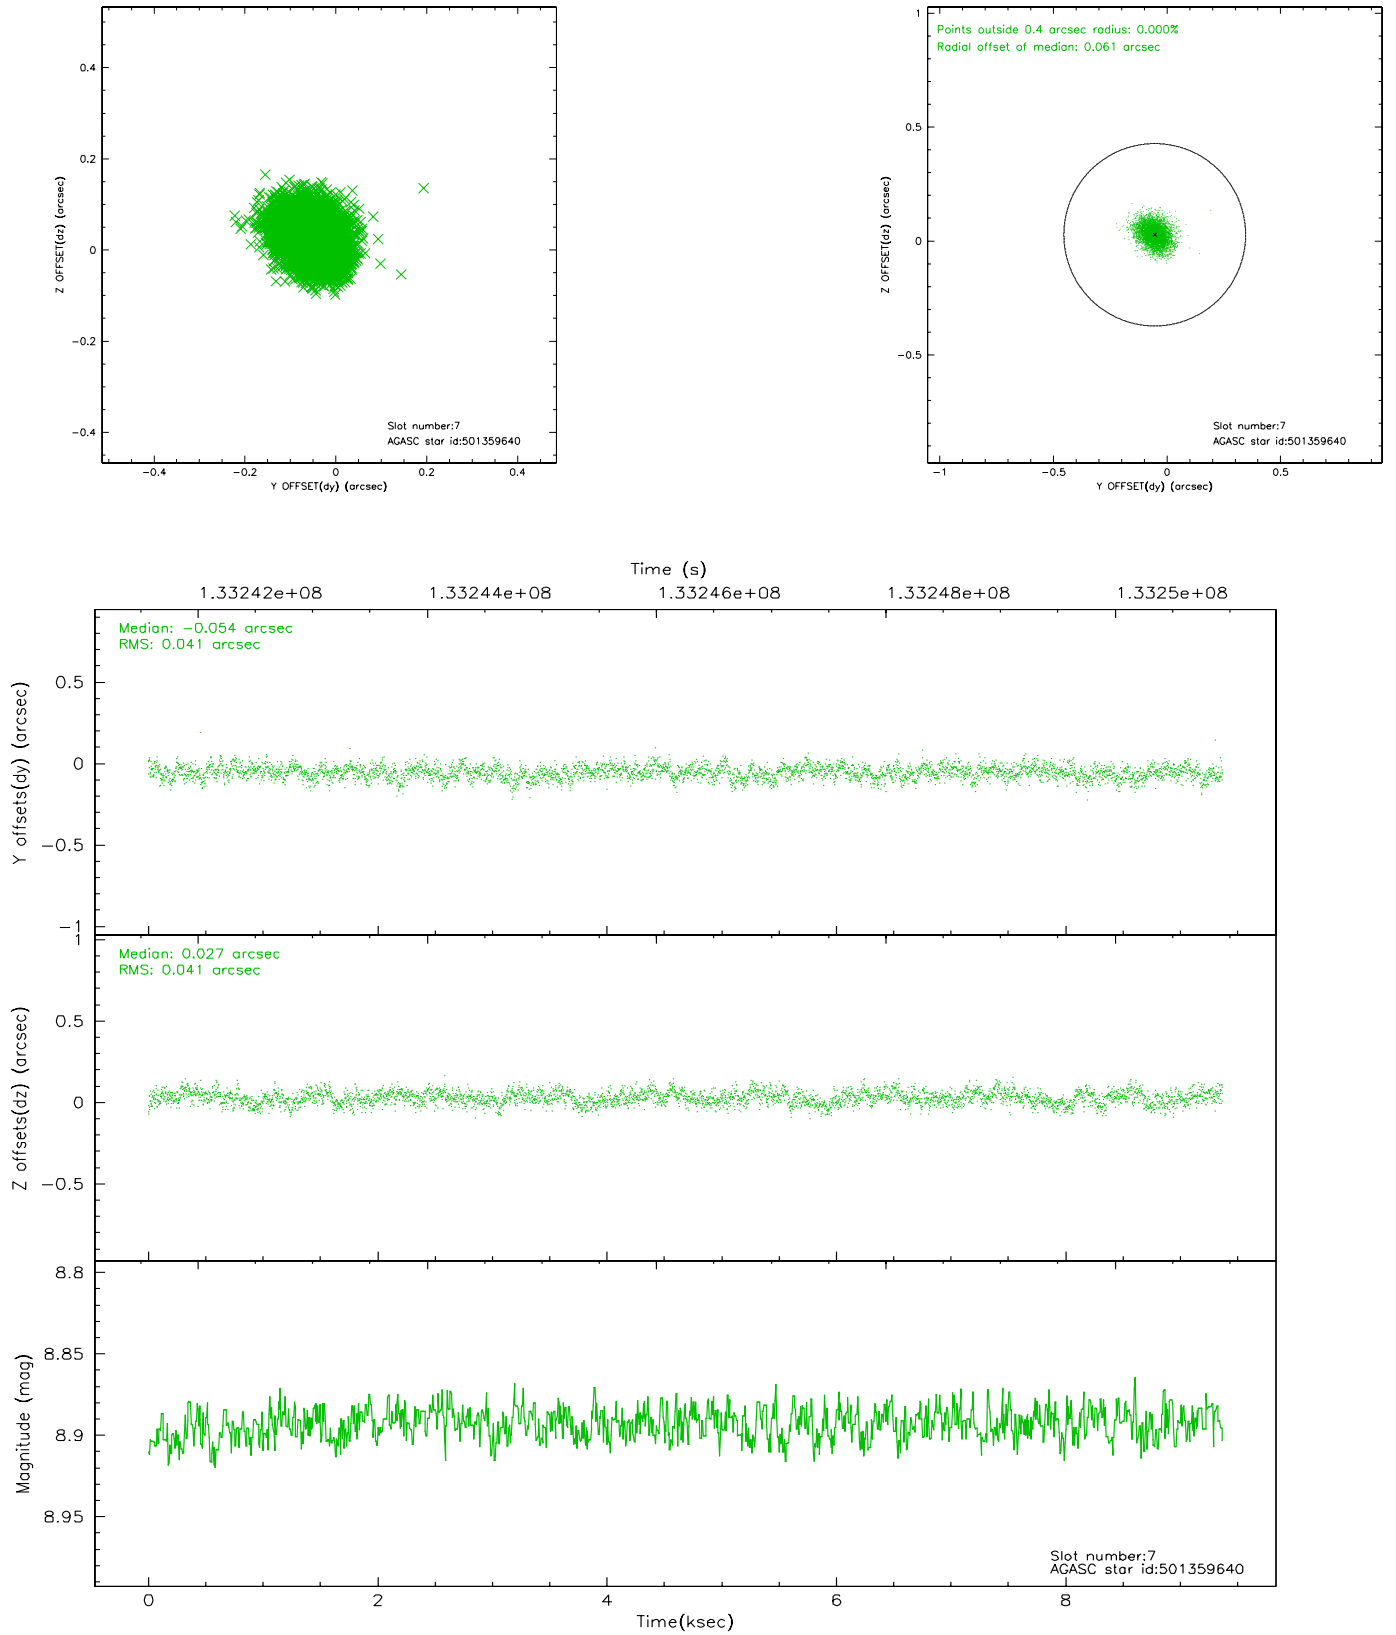 0.4
0.2
0
−0.2
−0.4
Z OFFSET(dz) (arcsec)
Slot number:7
AGASC star id:501359640
−0.4 −0.2 0 0.2 0.4
Y OFFSET(dy) (arcsec)
Points outside 0.4 arcsec radius: 0.000%
Radial offset of median: 0.061 arcsec
1
0.5
0
−0.5
Z OFFSET(dz) (arcsec)
Slot number:7
AGASC star id:501359640
−1 −0.5 0 0.5
Y OFFSET(dy) (arcsec)
Time (s)
1.33242e+08 1.33244e+08 1.33246e+08 1.33248e+08 1.3325e+08
Median: −0.054 arcsec
RMS: 0.041 arcsec
0.5
0
−0.5
−1
Y offsets(dy) (arcsec)
Median: 0.027 arcsec
RMS: 0.041 arcsec
1
0.5
0
−0.5
Z offsets(dz) (arcsec)
8.8
8.85
8.9
8.95
Magnitude (mag)
Slot number:7
AGASC star id:501359640
0 2 4 6 8
Time(ksec)